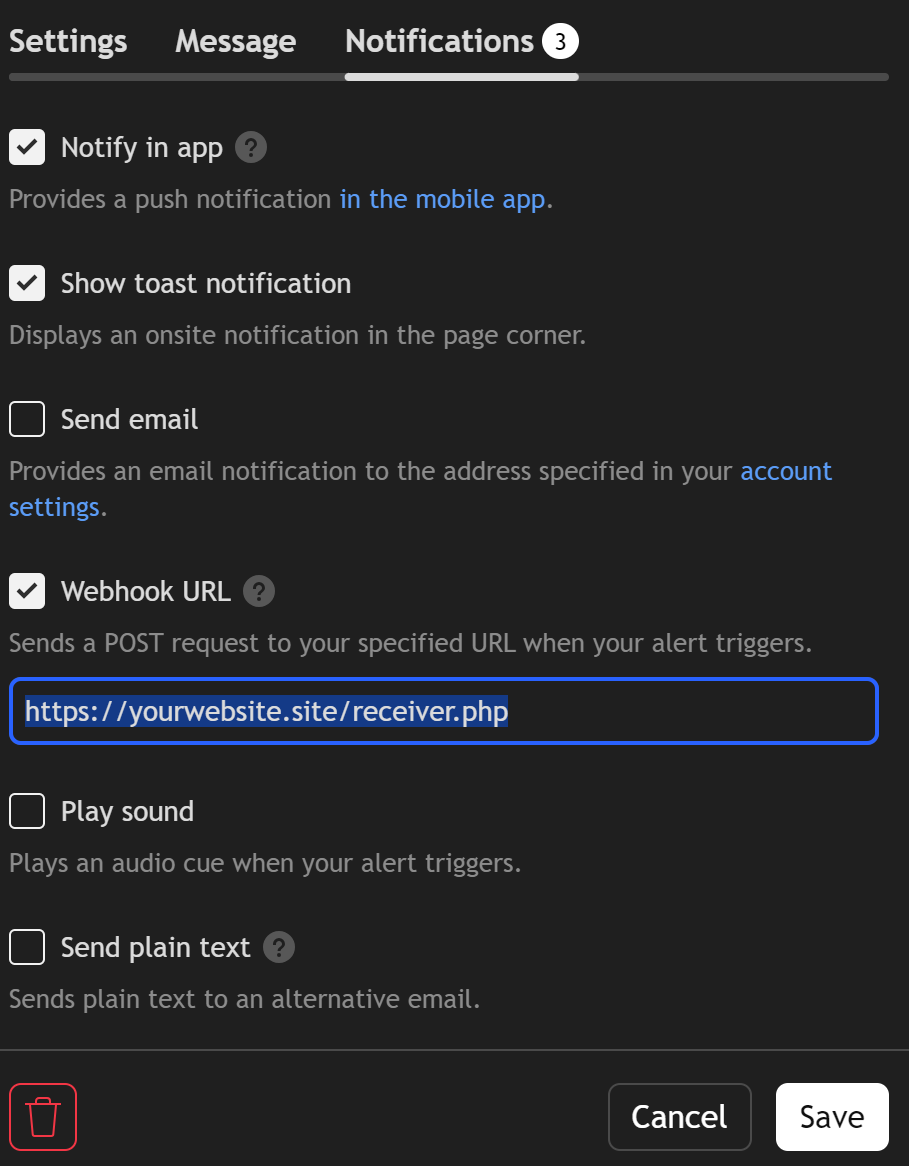 Settings Message Notifications 3
Notify in app ?
Provides a push notification in the mobile app.
Show toast notification
Displays an onsite notification in the page corner.
Send email
Provides an email notification to the address specified in your account
settings.
Webhook URL ?
Sends a POST request to your specified URL when your alert triggers.
https://yourwebsite.site/receiver.php
Play sound
Plays an audio cue when your alert triggers.
Send plain text ?
Sends plain text to an alternative email.
Cancel Save